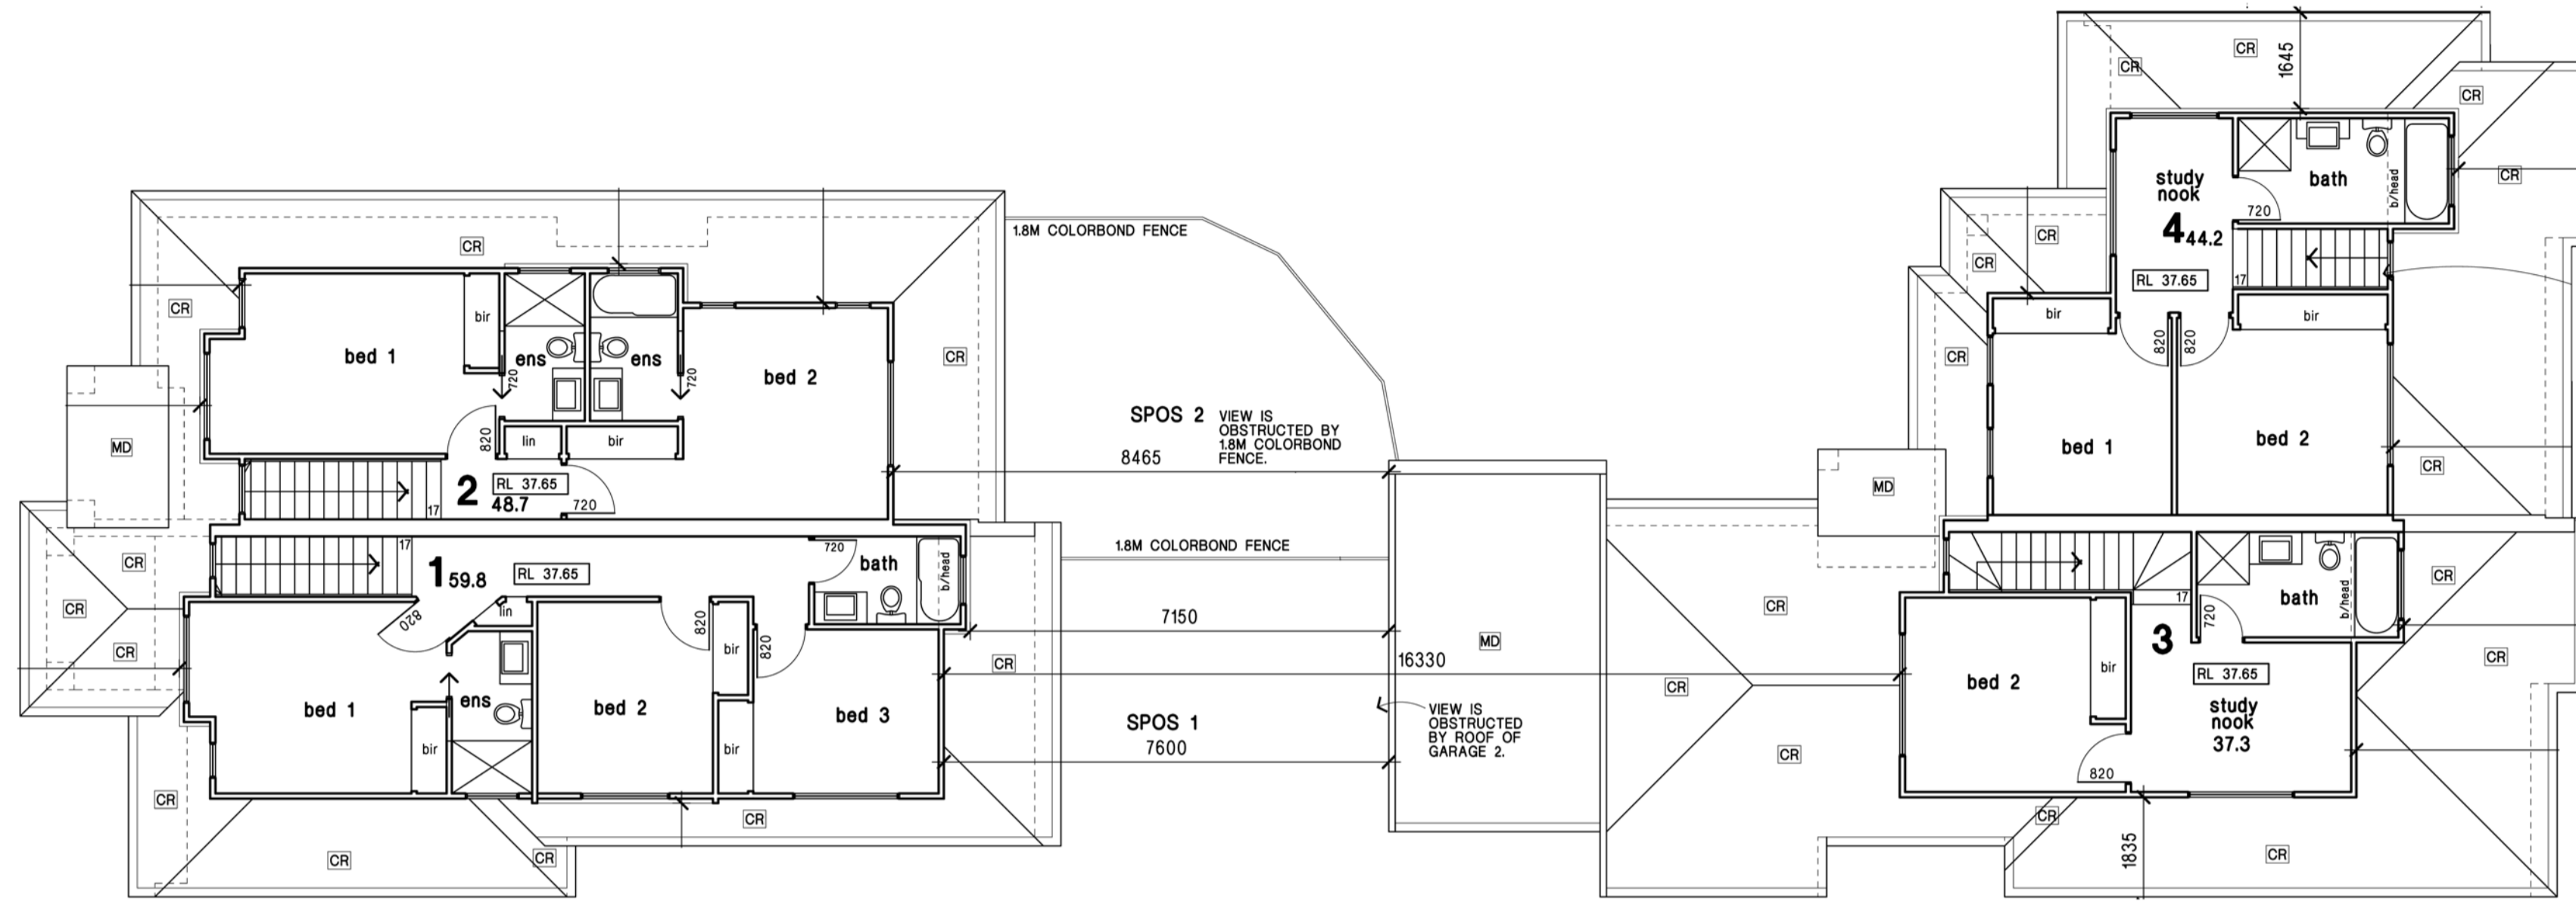 CR
CR
1645
CR
CR
study
nook
bath
b/head
720
4 44.2
RL 37.65
17
CR
CR
CR
CR
bir
bir
820
820
bed 1
bed 2
CR
CR
MD
1.8M COLORBOND FENCE
CR
CR
MD
bed 1
bir
ens
720
ens
720
bed 2
CR
820
lin
bir
2 48.7
RL 37.65
17
720
SPOS 2
VIEW IS
OBSTRUCTED BY
1.8M COLORBOND
FENCE.
8465
1.8M COLORBOND FENCE
7150
16330
SPOS 1
7600
VIEW IS
OBSTRUCTED
BY ROOF OF
GARAGE 2.
MD
17
1 59.8
RL 37.65
720
bath
b/head
CR
CR
CR
820
lin
820
bir
820
bed 1
bir
ens
bed 2
bir
bed 3
CR
CR
CR
CR
CR
CR
CR
CR
17
bath
b/head
720
3
RL 37.65
study
nook
37.3
bed 2
bir
820
CR
CR
CR
CR
1835